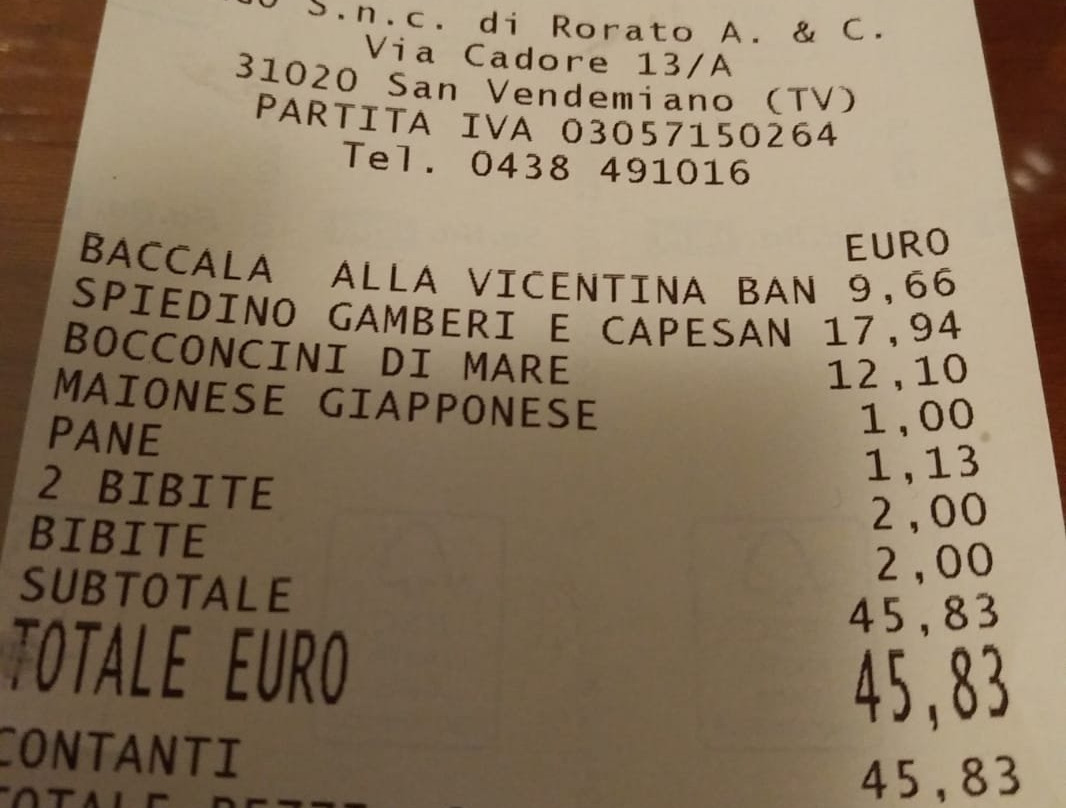 S.n.c. di Rorato A. & C.
Via Cadore 13/A
31020 San Vendemiano (TV)
PARTITA IVA 03057150264
Tel. 0438 491016
EURO
BACCALA ALLA VICENTINA BAN 9,66
SPIEDINO GAMBERI E CAPESAN 17,94
BOCCONCINI DI MARE 12,10
MAIONESE GIAPPONESE 1,00
PANE 1,13
2 BIBITE 2,00
BIBITE 2,00
SUBTOTALE 45,83
TOTALE EURO 45,83
CONTANTI 45,83
TOTALE